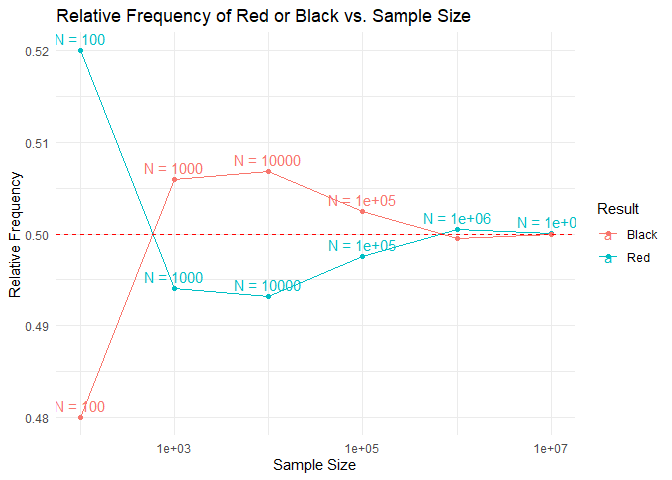 Relative Frequency of Red or Black vs. Sample Size
N = 100
0.52
0.51
N = 1000
N = 10000
N = 1e+05
N = 1e+06
N = 1e+0
0.50
N = 1e+05
N = 1000
N = 10000
0.49
N = 100
0.48
Relative Frequency
1e+03
1e+05
1e+07
Sample Size
Result
a Black
a Red